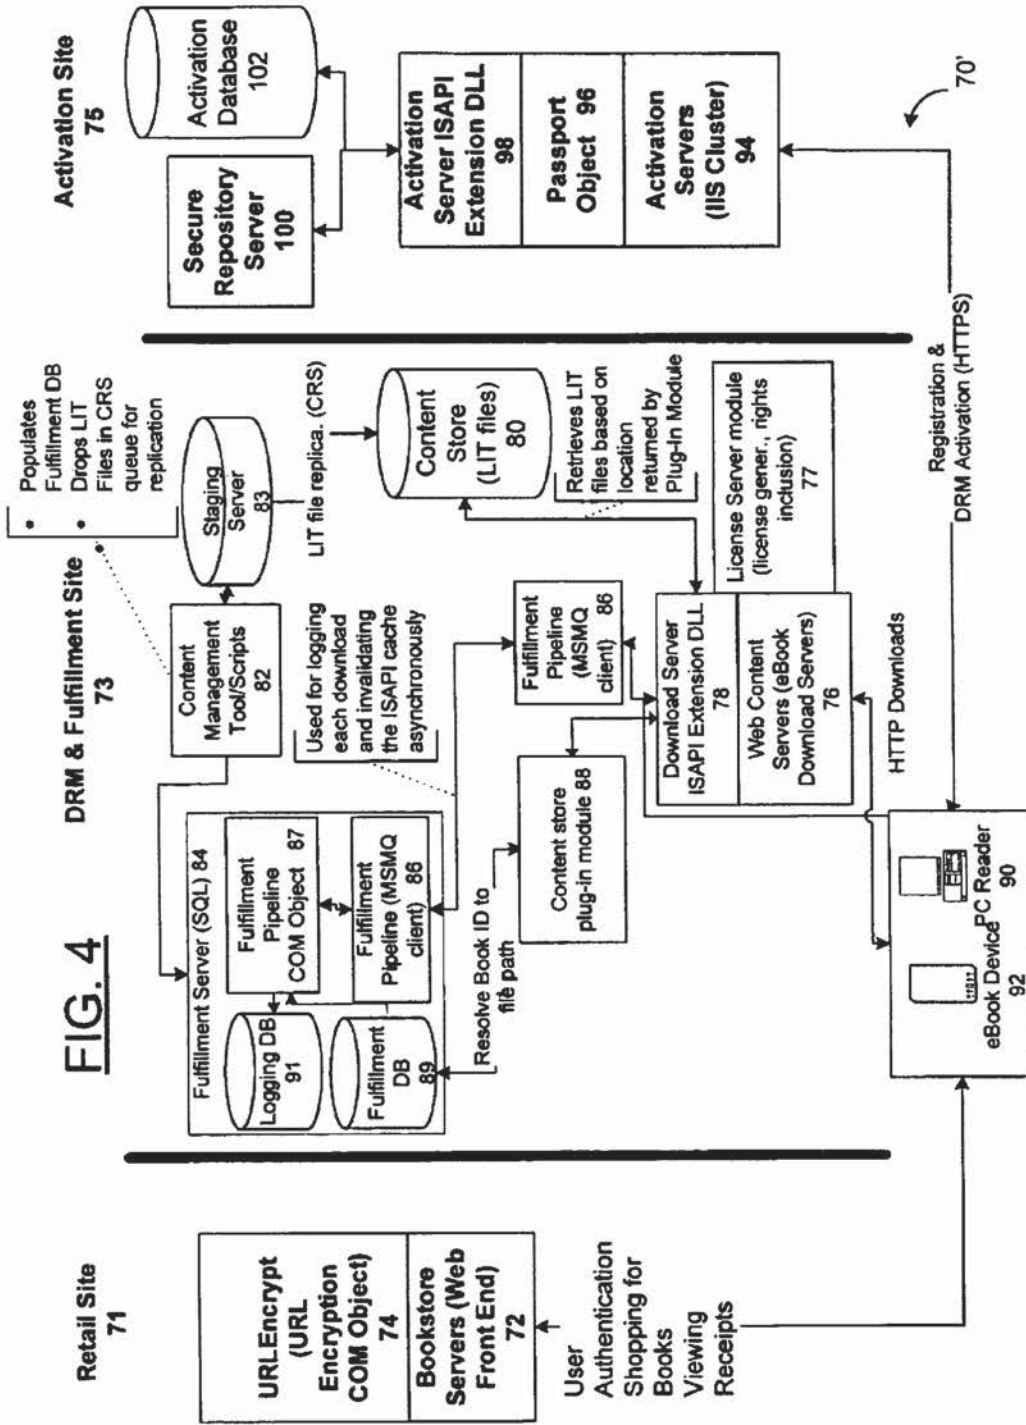 FIG. 4
Retail Site
71
DRM & Fulfillment Site
73
Activation Site
75
URLEncrypt
(URL
Encryption
COM Object)
74
Bookstore
Servers (Web
Front End)
72
User
Authentication
Shopping for
Books
Viewing
Receipts
Fulfillment Server (SQL) 84
Logging DB
91
Fulfillment
Pipeline
COM Object 87
Fulfillment
DB
89
Fulfillment
Pipeline (MSMQ
client) 86
Resolve Book ID to
file path
Content
Management
Tool/Scripts
82
• Populates
Fulfillment DB
• Drops LIT
Files in CRS
queue for
replication
Staging
Server
83
LIT file replica. (CRS)
Used for logging
each download
and invalidating
the ISAPI cache
asynchronously
Content
Store
(LIT files)
80
Fulfillment
Pipeline
(MSMQ
client) 86
Retrieves LIT
files based on
location
returned by
Plug-In Module
Content store
plug-in module 88
Download Server
ISAPI Extension DLL
78
Web Content
Servers (eBook
Download Servers)
76
License Server module
(license gener., rights
inclusion)
77
HTTP Downloads
eBook Device
92
PC Reader
90
Secure
Repository
Server
100
Activation
Database
102
Activation
Server ISAPI
Extension DLL
98
Passport
Object 96
Activation
Servers
(IIS Cluster)
94
Registration &
DRM Activation (HTTPS)
70'